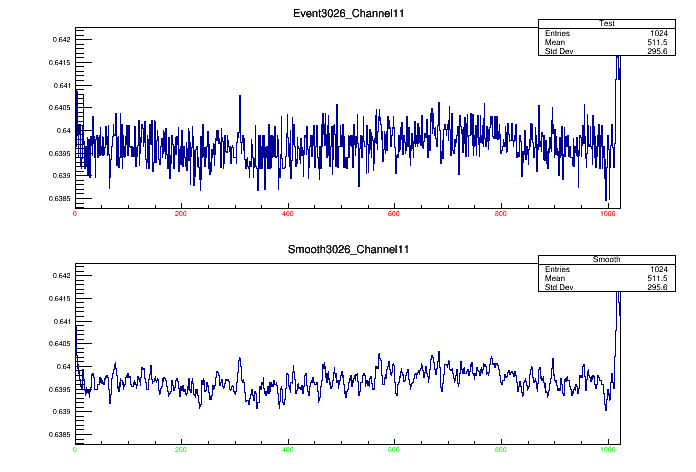 Event3026_Channel11
Test
Entries 1024
Mean 511.5
Std Dev 295.6
0.642
0.6415
0.641
0.6405
0.64
0.6395
0.639
0.6385
0 200 400 600 800 1000
Smooth3026_Channel11
Smooth
Entries 1024
Mean 511.5
Std Dev 295.6
0.642
0.6415
0.641
0.6405
0.64
0.6395
0.639
0.6385
0 200 400 600 800 1000